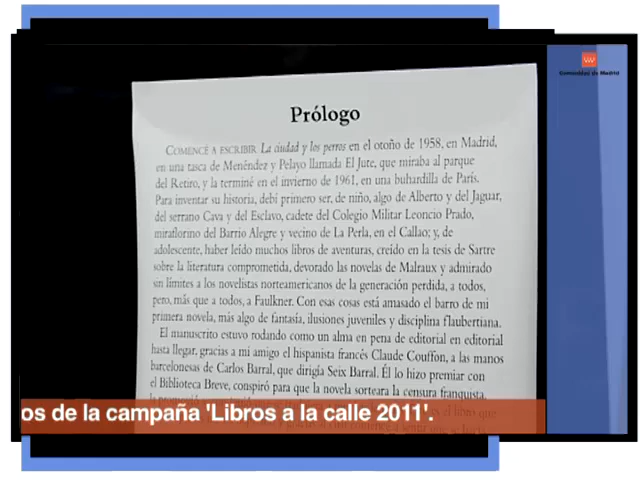 Comunidad de Madrid
Prólogo
COMENCÉ A ESCRIBIR La ciudad y los perros en el otoño de 1958, en Madrid,
en una tasca de Menéndez y Pelayo llamada El Jute, que miraba al parque
del Retiro, y la terminé en el invierno de 1961, en una buhardilla de París.
Para inventar su historia, debí primero ser, de niño, algo de Alberto y del Jaguar,
del serrano Cava y del Esclavo, cadete del Colegio Militar Leoncio Prado,
miraflorino del Barrio Alegre y vecino de La Perla, en el Callao; y, de
adolescente, haber leído muchos libros de aventuras, creído en la tesis de Sartre
sobre la literatura comprometida, devorado las novelas de Malraux y admirado
sin límites a los novelistas norteamericanos de la generación perdida, a todos,
pero, más que a todos, a Faulkner. Con esas cosas está amasado el barro de mi
primera novela, más algo de fantasía, ilusiones juveniles y disciplina flaubertiana.
El manuscrito estuvo rodando como un alma en pena de editorial en editorial
hasta llegar, gracias a mi amigo el hispanista francés Claude Couffon, a las manos
barcelonesas de Carlos Barral, que dirigía Seix Barral. Él lo hizo premiar con
el Biblioteca Breve, conspiró para que la novela sorteara la censura franquista,
os de la campaña 'Libros a la calle 2011'.